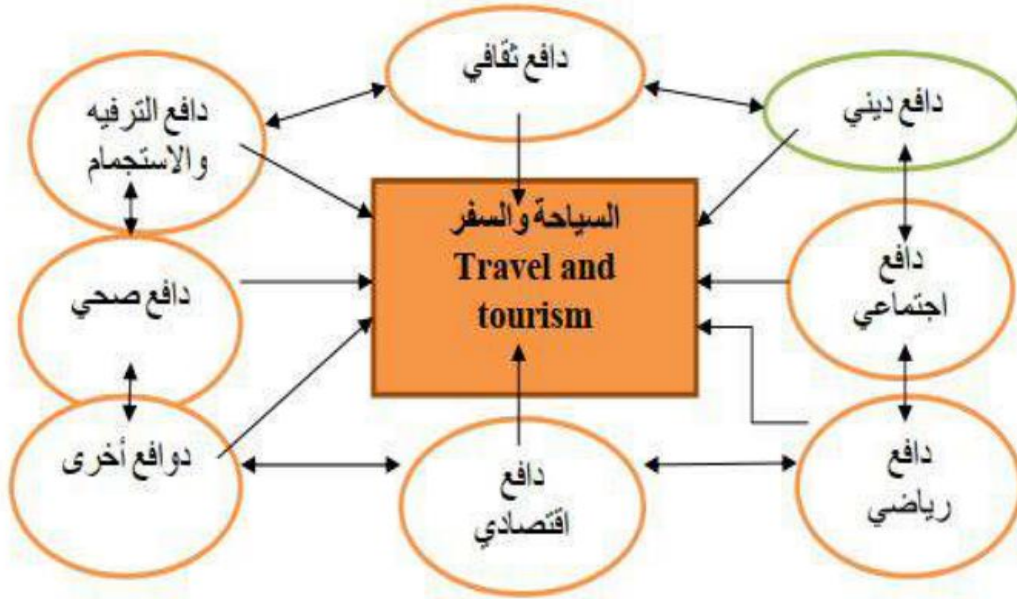 دافع ثقافي
دافع ديني
دافع الترفيه
والاستجمام
السياحة والسفر
Travel and
tourism
دافع
اجتماعي
دافع صحي
دوافع أخرى
دافع
اقتصادي
دافع
رياضي